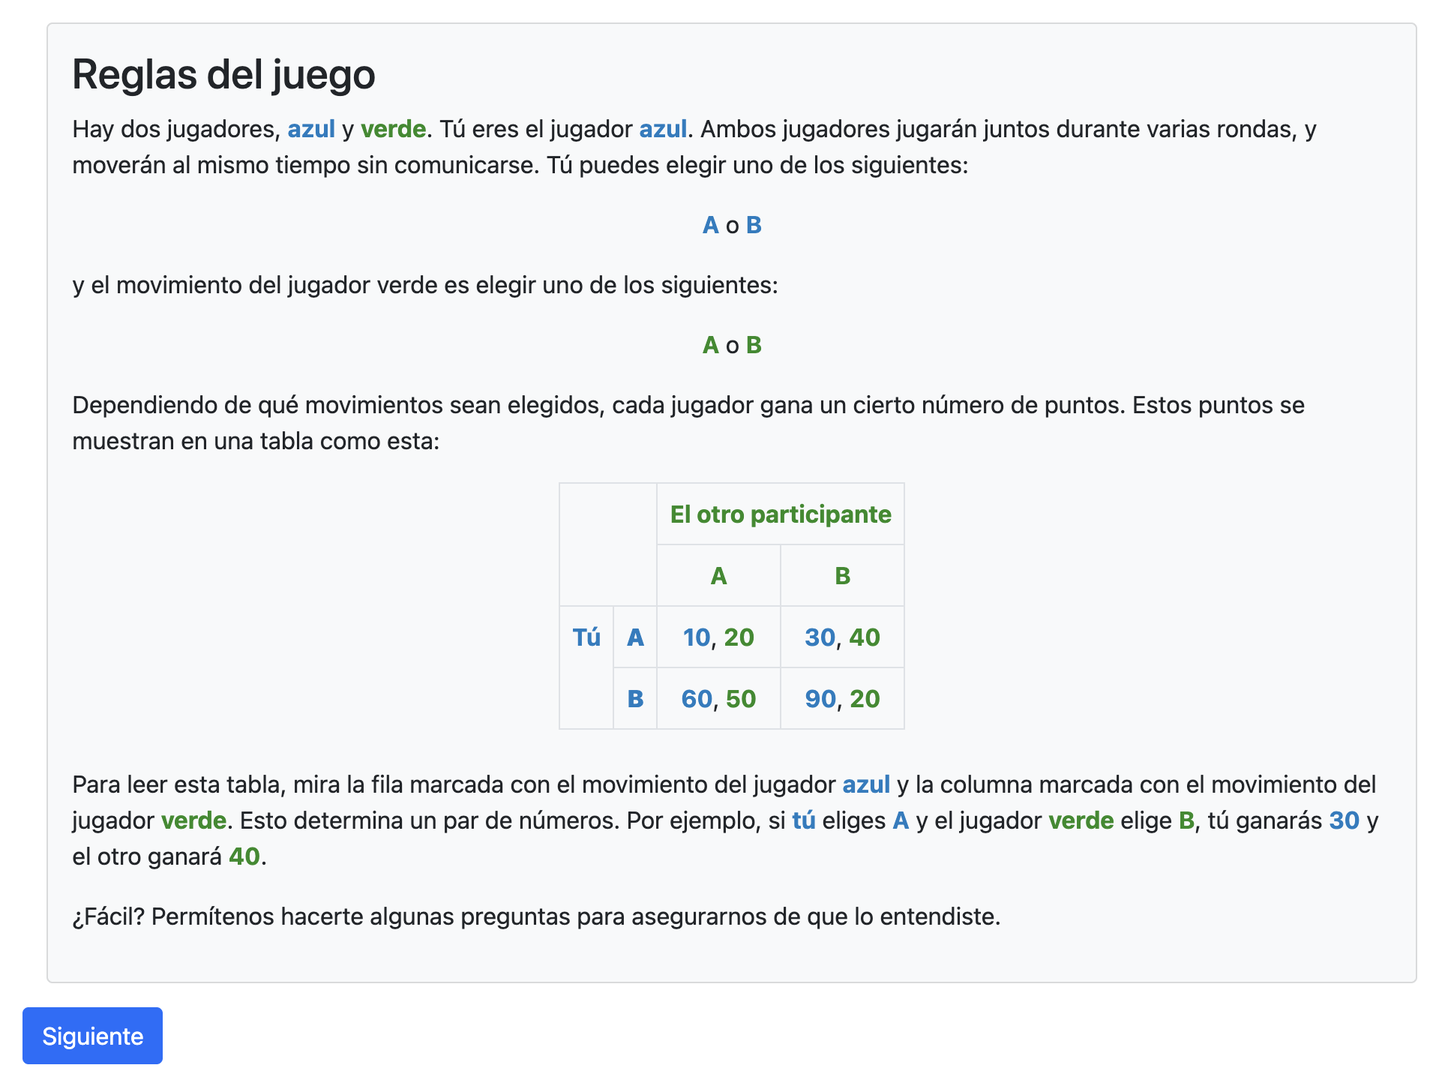 Reglas del juego
Hay dos jugadores, azul y verde. Tú eres el jugador azul. Ambos jugadores jugarán juntos durante varias rondas, y
moverán al mismo tiempo sin comunicarse. Tú puedes elegir uno de los siguientes:
A o B
y el movimiento del jugador verde es elegir uno de los siguientes:
A o B
Dependiendo de qué movimientos sean elegidos, cada jugador gana un cierto número de puntos. Estos puntos se
muestran en una tabla como esta:
El otro participante
A B
Tú A 10, 20 30, 40
B 60, 50 90, 20
Para leer esta tabla, mira la fila marcada con el movimiento del jugador azul y la columna marcada con el movimiento del
jugador verde. Esto determina un par de números. Por ejemplo, si tú eliges A y el jugador verde elige B, tú ganarás 30 y
el otro ganará 40.
¿Fácil? Permítenos hacerte algunas preguntas para asegurarnos de que lo entendiste.
Siguiente